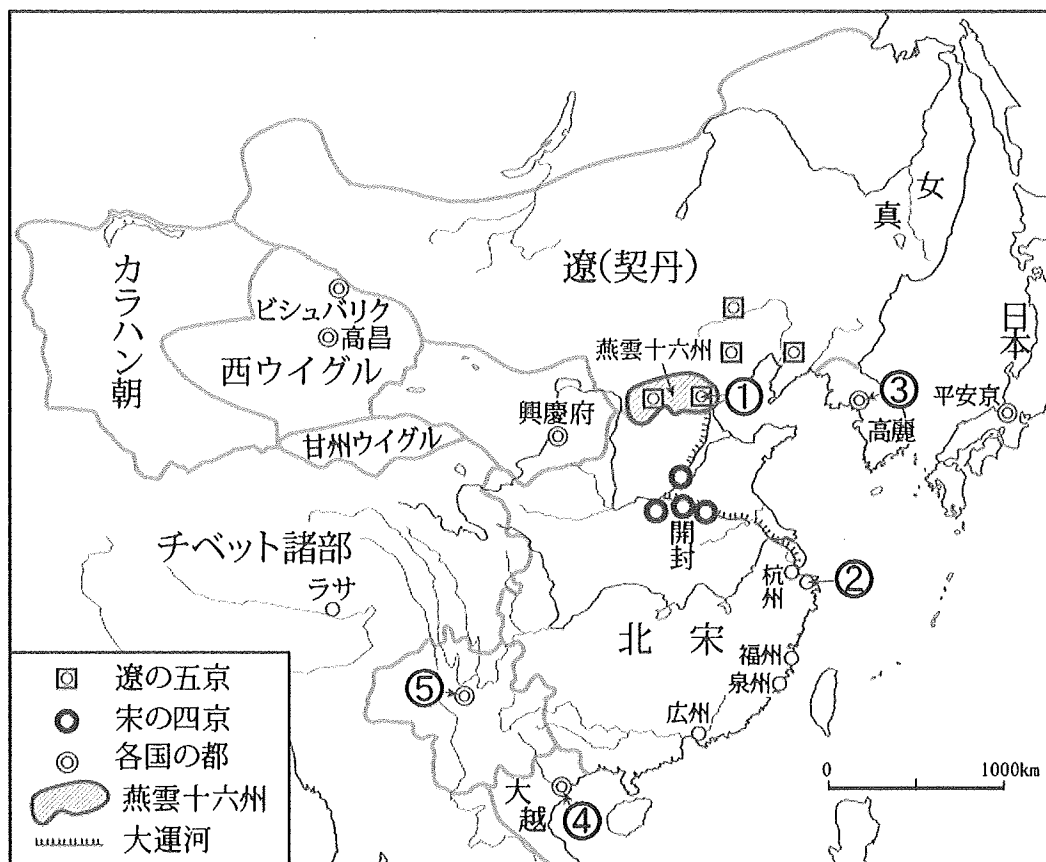 女
真
遼(契丹)
カラハン朝
ビシュバリク
高昌
西ウイグル
燕雲十六州
日本
①
③
平安京
興慶府
高麗
甘州ウイグル
開封
チベット諸部
杭州
②
ラサ
北 宋
福州
泉州
⑤
広州
大越
④
0
1000km
遼の五京
宋の四京
各国の都
燕雲十六州
大運河